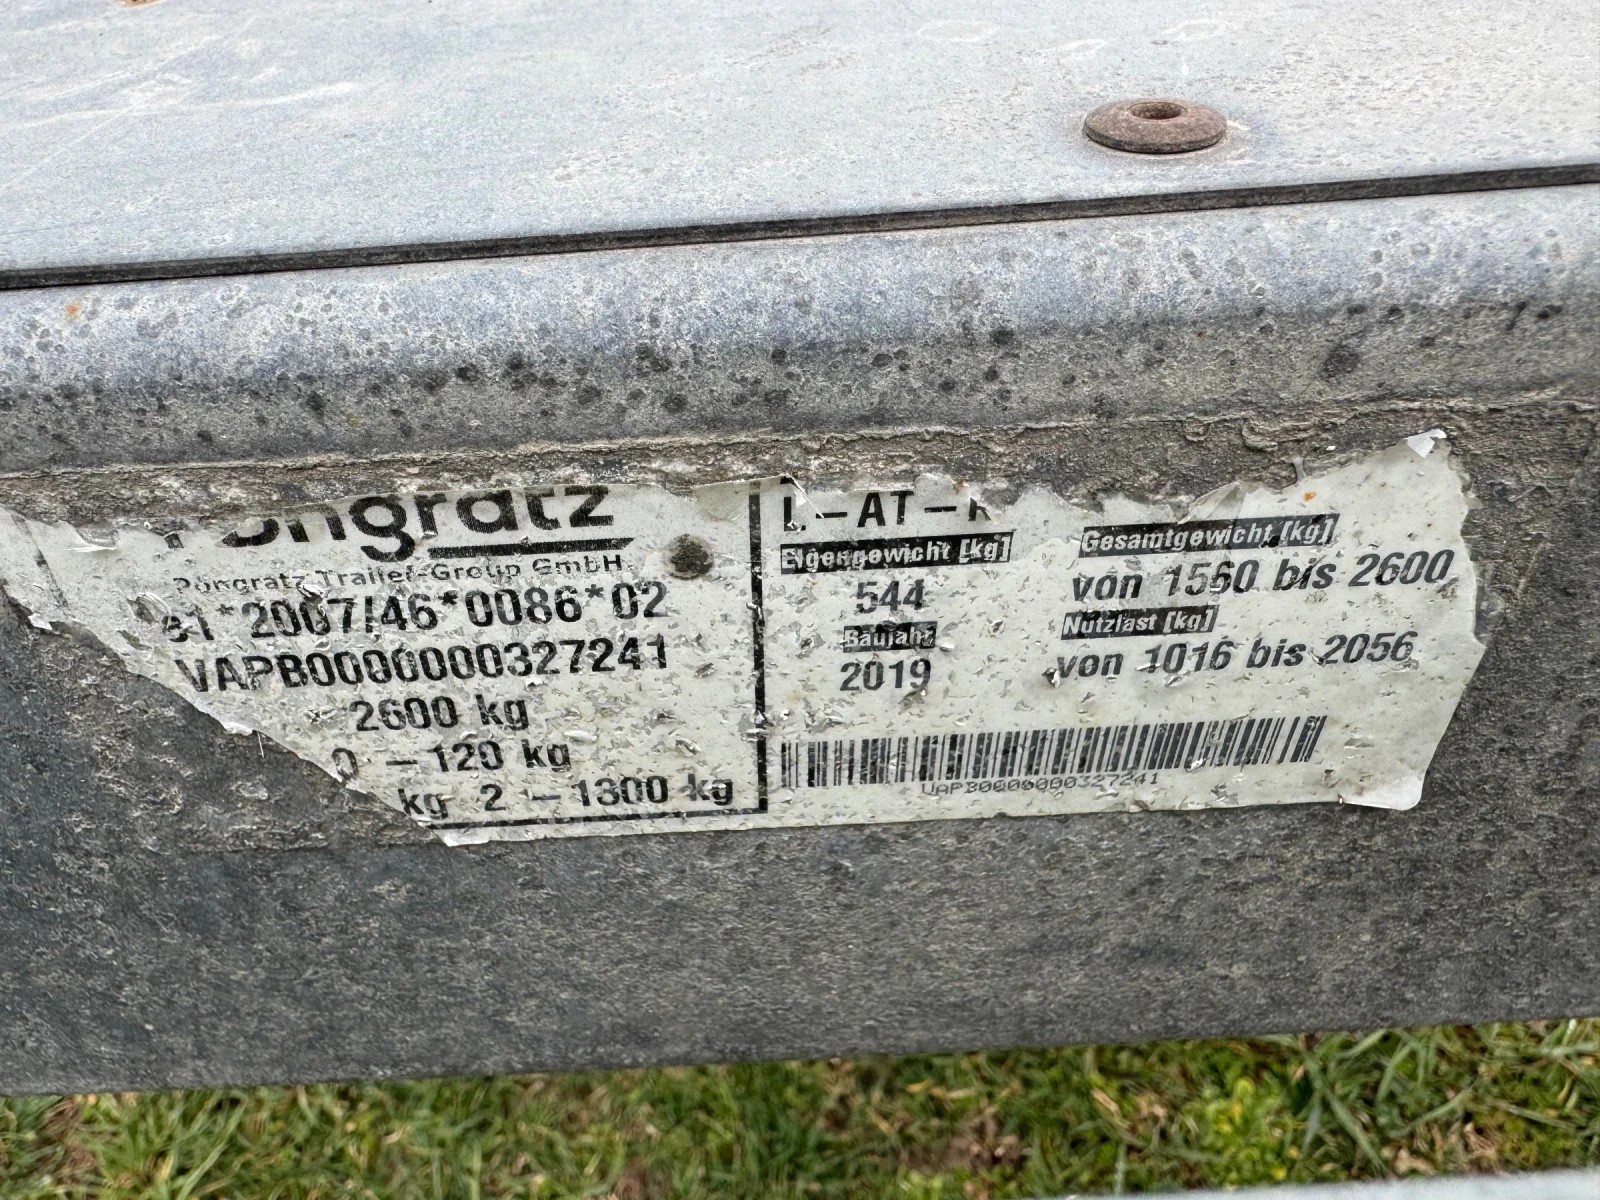 Pongratz
Pongratz Trailer-Group GmbH
e1*2007/46*0086*02
VAPB0000000327241
2600 kg
0 – 120 kg
kg 2 – 1300 kg
L-AT-
Eigengewicht [kg]
544
Baujahr
2019
Gesamtgewicht [kg]
von 1560 bis 2600
Nutzlast [kg]
von 1016 bis 2056
VAPB0000000327241